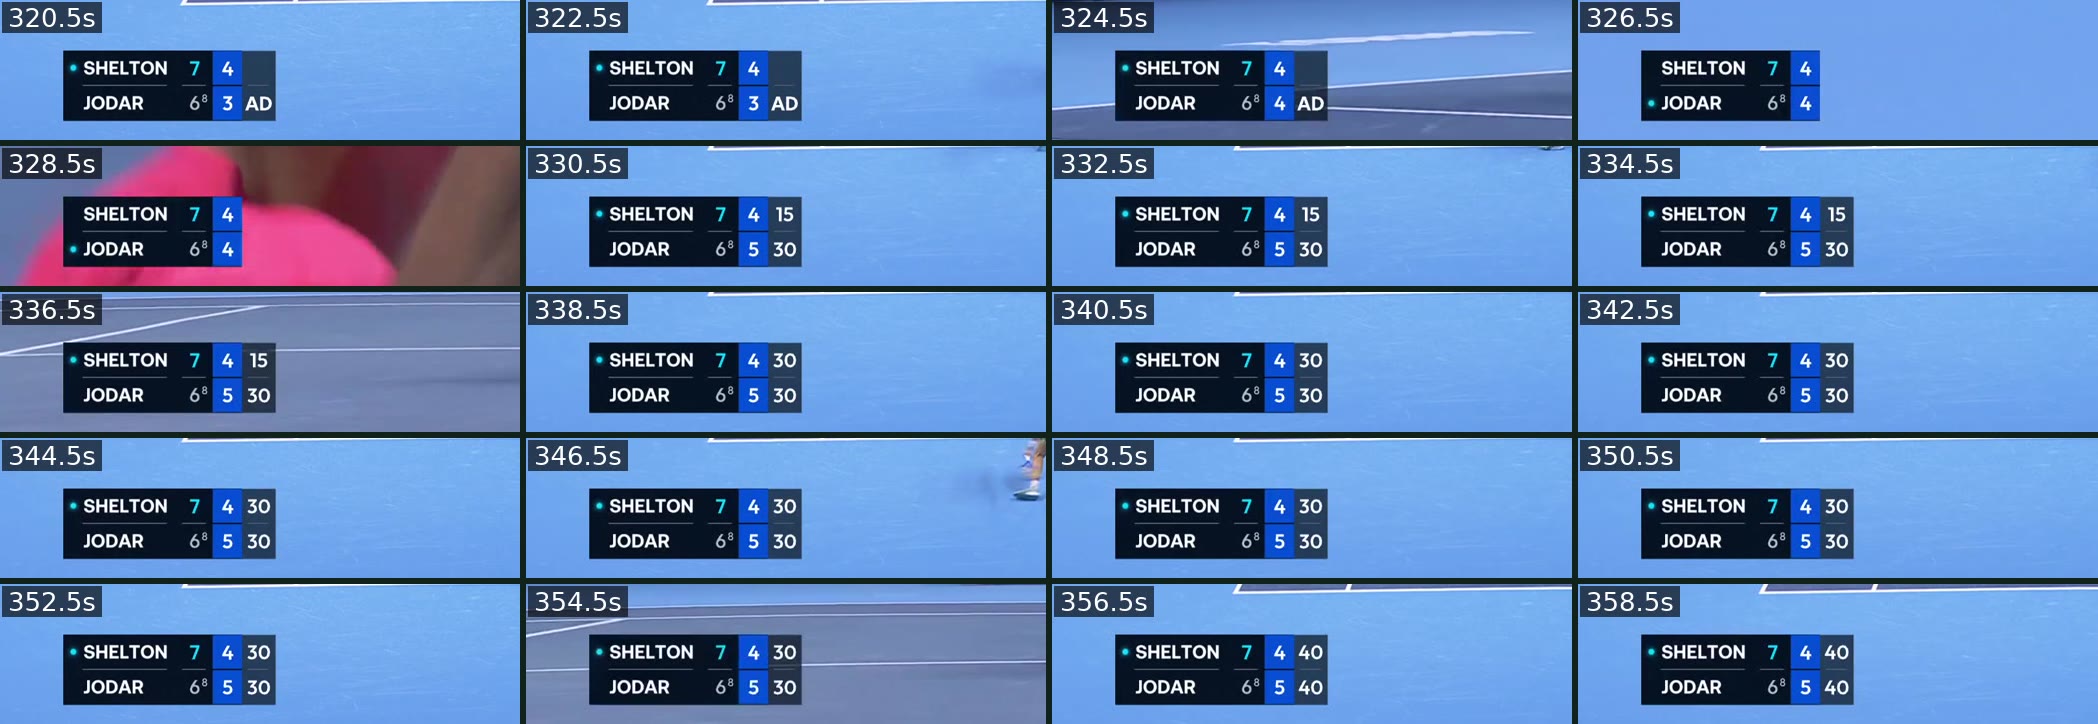 320.5s
SHELTON 7 4
JODAR 6⁸ 3 AD
322.5s
SHELTON 7 4
JODAR 6⁸ 3 AD
324.5s
SHELTON 7 4
JODAR 6⁸ 4 AD
326.5s
SHELTON 7 4
JODAR 6⁸ 4
328.5s
SHELTON 7 4
JODAR 6⁸ 4
330.5s
SHELTON 7 4 15
JODAR 6⁸ 5 30
332.5s
SHELTON 7 4 15
JODAR 6⁸ 5 30
334.5s
SHELTON 7 4 15
JODAR 6⁸ 5 30
336.5s
SHELTON 7 4 15
JODAR 6⁸ 5 30
338.5s
SHELTON 7 4 30
JODAR 6⁸ 5 30
340.5s
SHELTON 7 4 30
JODAR 6⁸ 5 30
342.5s
SHELTON 7 4 30
JODAR 6⁸ 5 30
344.5s
SHELTON 7 4 30
JODAR 6⁸ 5 30
346.5s
SHELTON 7 4 30
JODAR 6⁸ 5 30
348.5s
SHELTON 7 4 30
JODAR 6⁸ 5 30
350.5s
SHELTON 7 4 30
JODAR 6⁸ 5 30
352.5s
SHELTON 7 4 30
JODAR 6⁸ 5 30
354.5s
SHELTON 7 4 30
JODAR 6⁸ 5 30
356.5s
SHELTON 7 4 40
JODAR 6⁸ 5 40
358.5s
SHELTON 7 4 40
JODAR 6⁸ 5 40